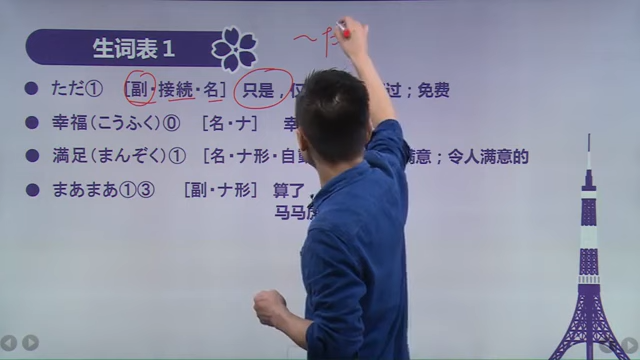 生词表1
～た
ただ① [副・接続・名] 只是，仅 过；免费
幸福(こうふく)⓪ [名・ナ] 幸
満足(まんぞく)① [名・ナ形・自 满意；令人满意的
まあまあ①③ [副・ナ形] 算了，
马马